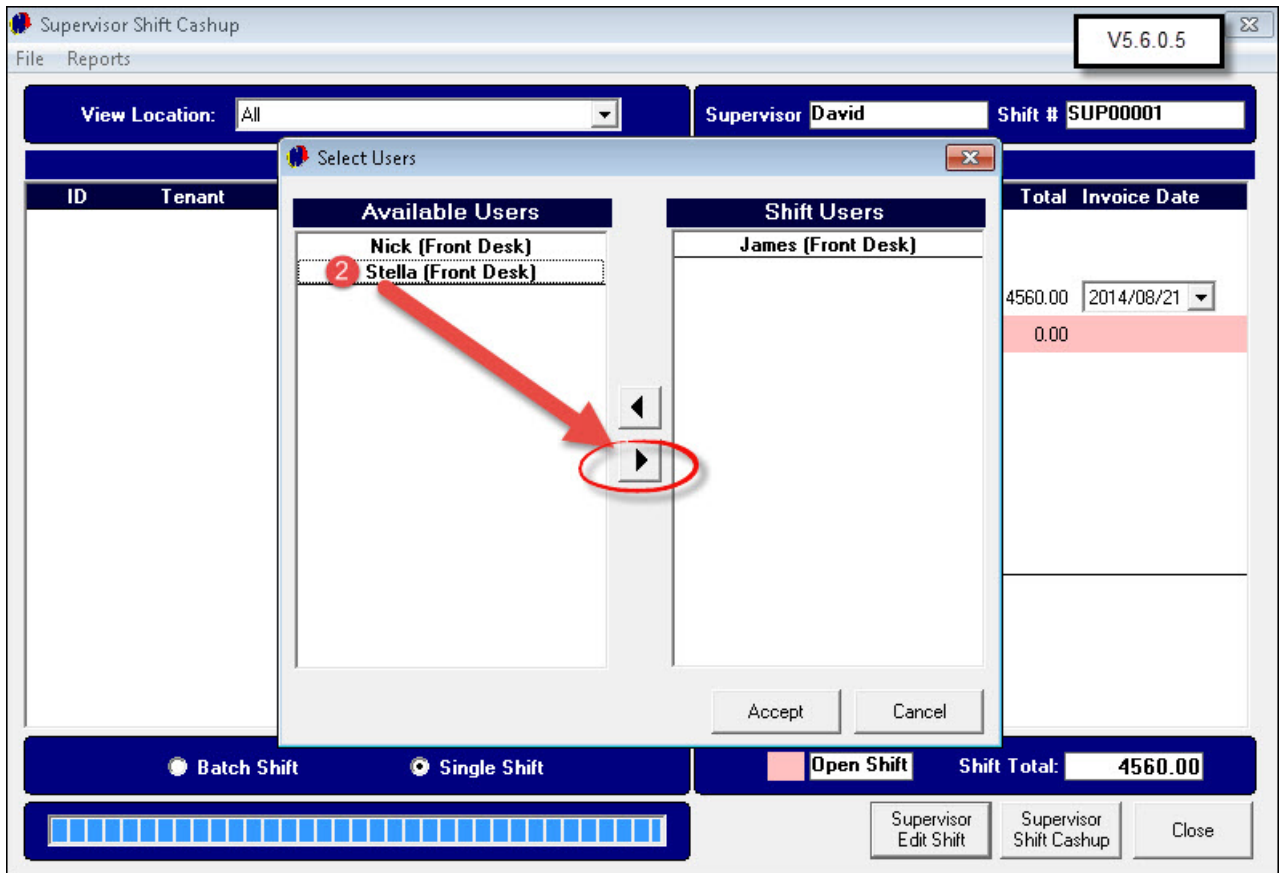 Supervisor Shift Cashup
V5.6.0.5
File Reports
View Location: All
Supervisor David Shift # SUP00001
Select Users
ID Tenant
Total Invoice Date
Available Users
Shift Users
Nick (Front Desk)
James (Front Desk)
2 Stella (Front Desk)
4560.00 2014/08/21
0.00
Accept Cancel
Batch Shift Single Shift
Open Shift Shift Total: 4560.00
Supervisor Edit Shift
Supervisor Shift Cashup
Close